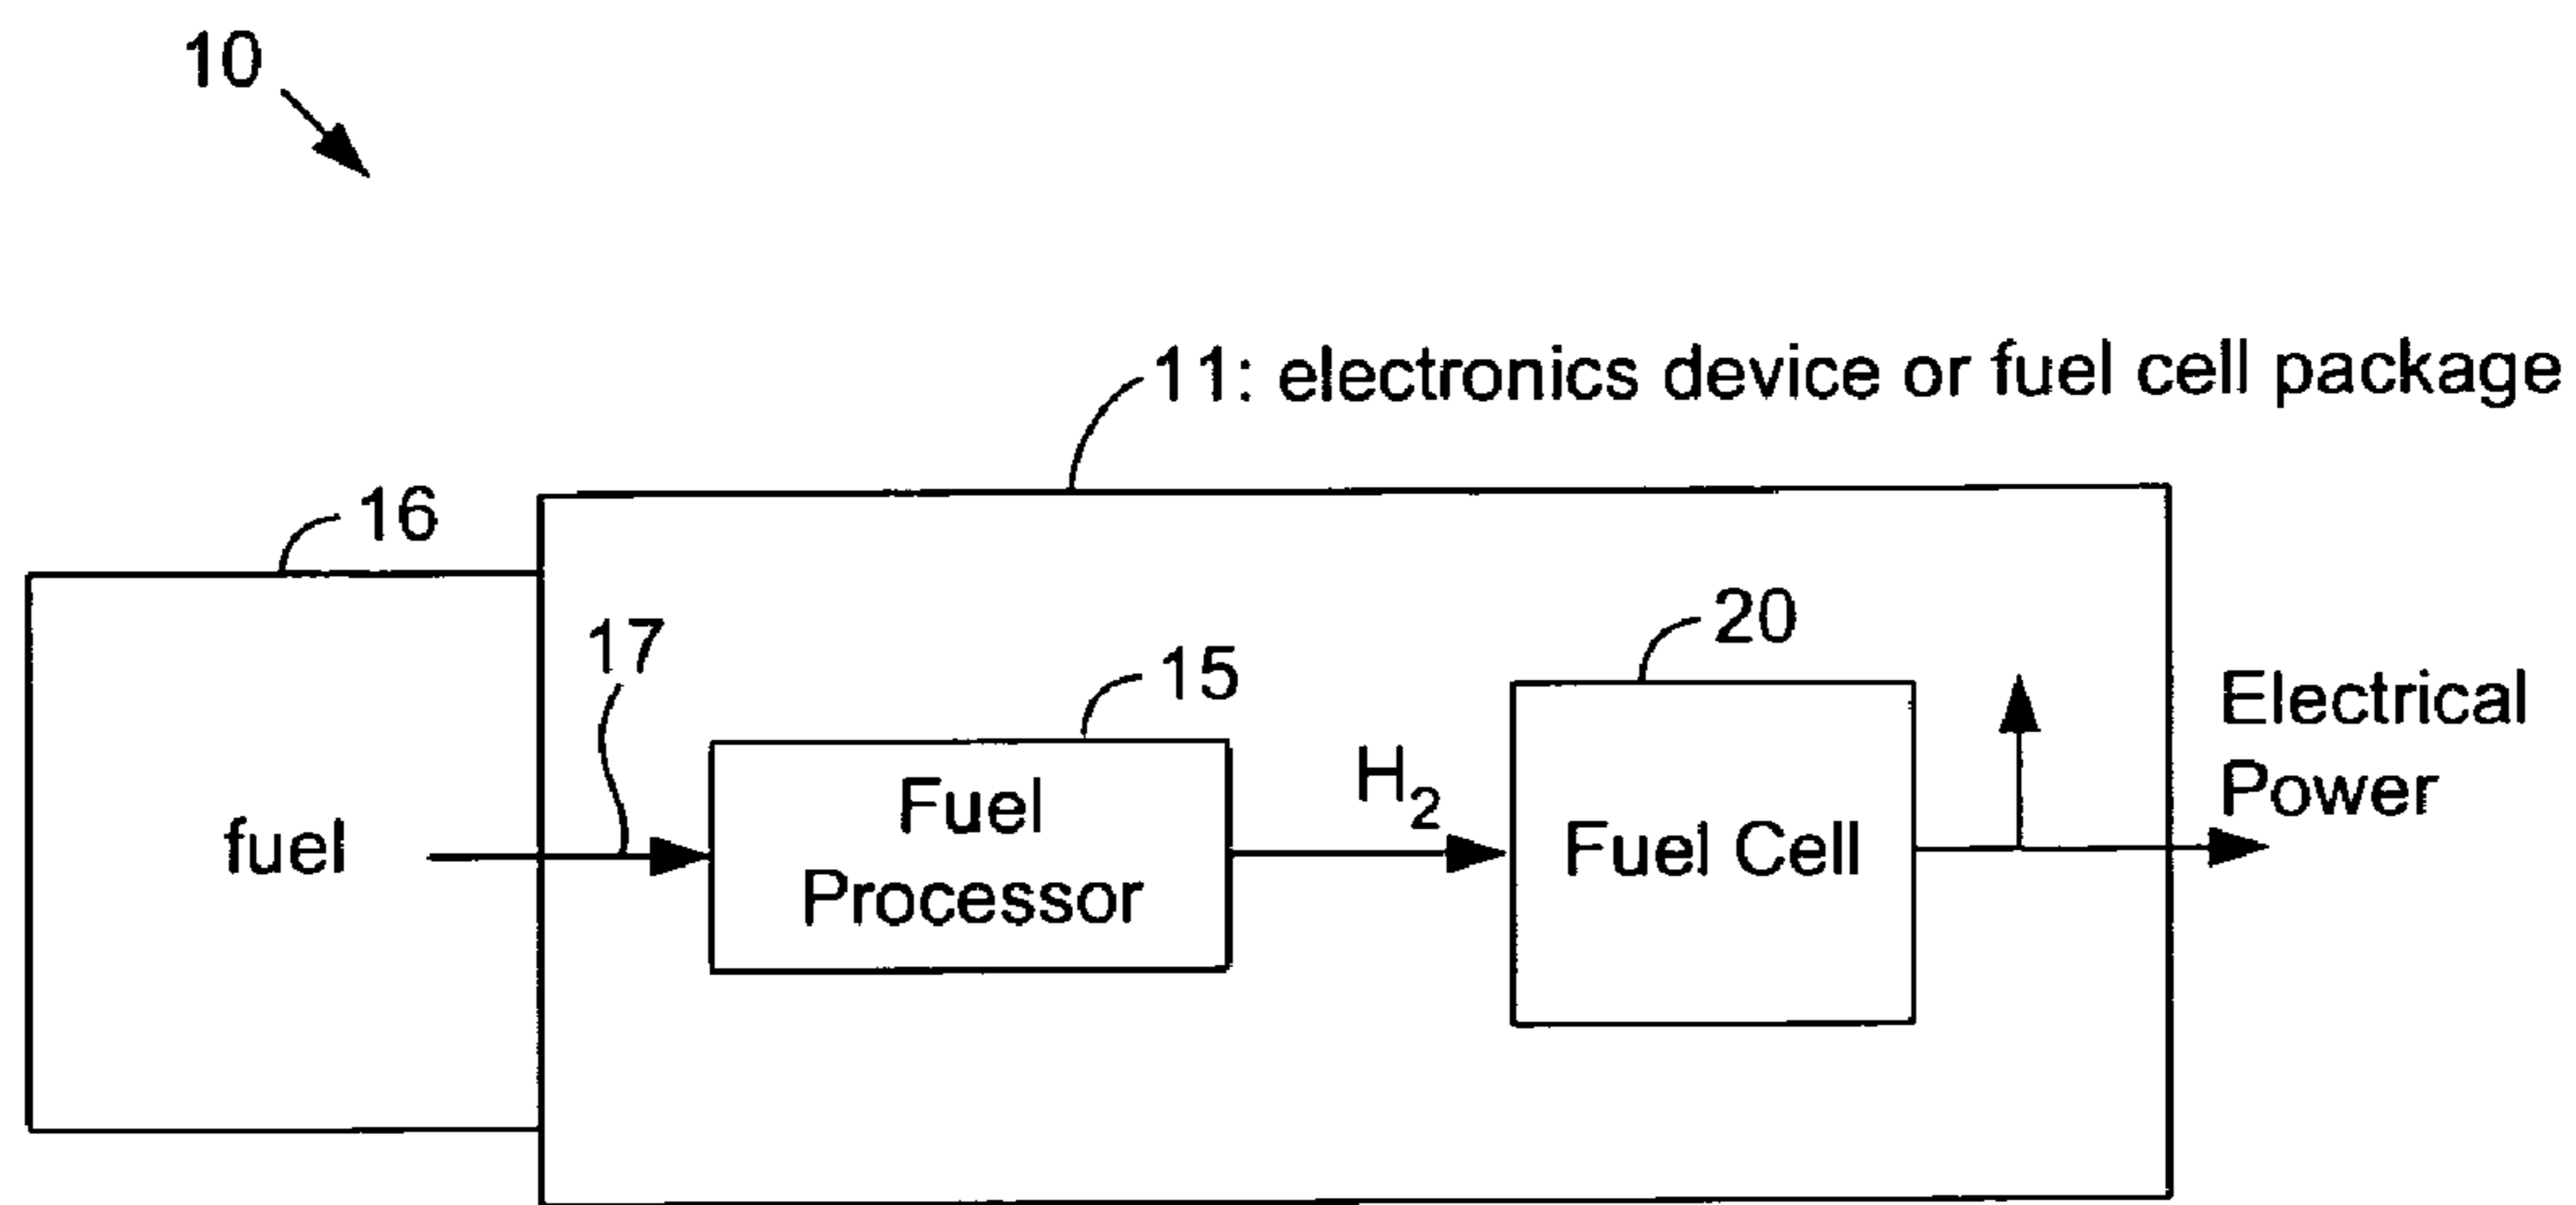 10
11: electronics device or fuel cell package
16
17
15
20
fuel
Fuel
Processor
H2
Fuel Cell
Electrical
Power